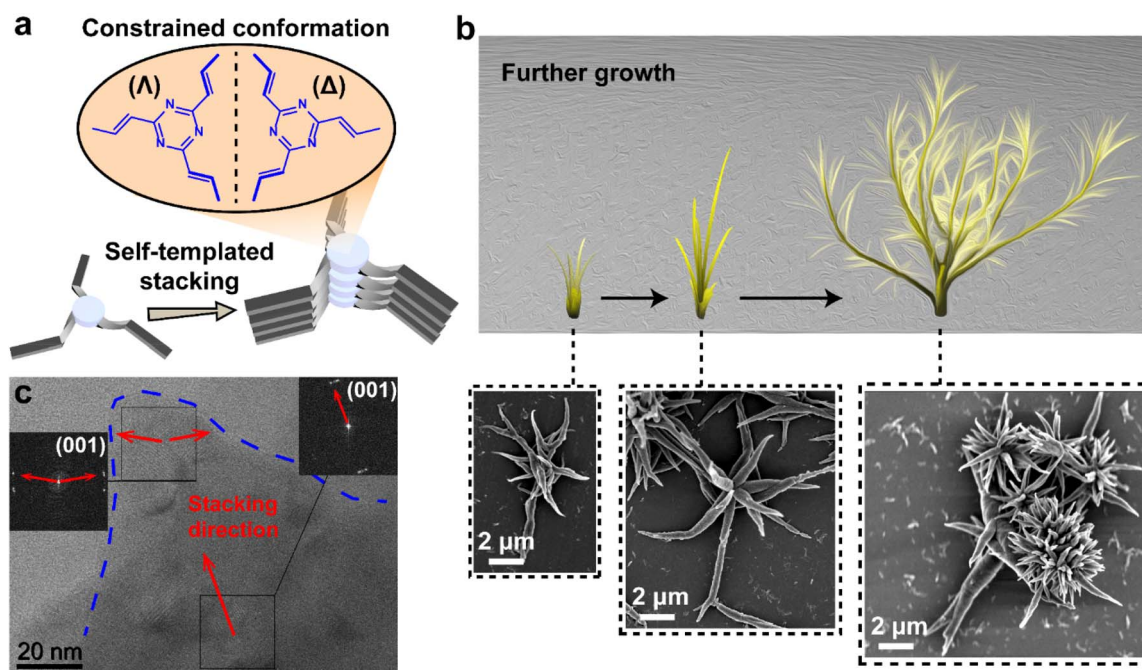 a
Constrained conformation
(Λ)
(Δ)
N
N
N
N
N
N
Self-templated
stacking
b
Further growth
2 μm
2 μm
2 μm
c
(001)
(001)
Stacking
direction
20 nm